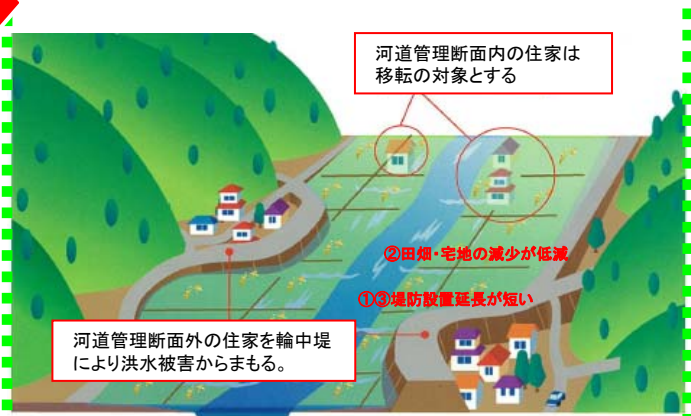 河道管理断面内の住家は
移転の対象とする
②田畑・宅地の減少が低減
①③堤防設置延長が短い
河道管理断面外の住家を輪中堤
により洪水被害からまもる。